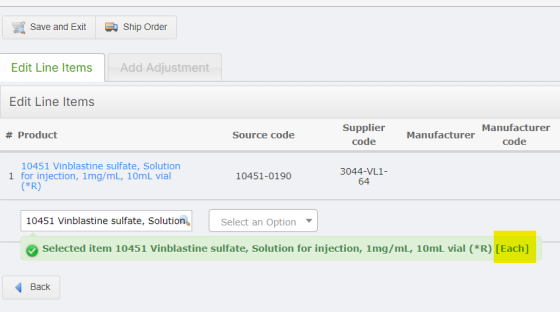 Save and Exit
Ship Order
Edit Line Items
Add Adjustment
Edit Line Items
# Product
Source code
Supplier
code
Manufacturer
Manufacturer
code
1
10451 Vinblastine sulfate, Solution
for injection, 1mg/mL, 10mL vial
(*R)
10451-0190
3044-VL1-
64
10451 Vinblastine sulfate, Solution,
Select an Option
Selected item 10451 Vinblastine sulfate, Solution for injection, 1mg/mL, 10mL vial (*R) [Each]
Back